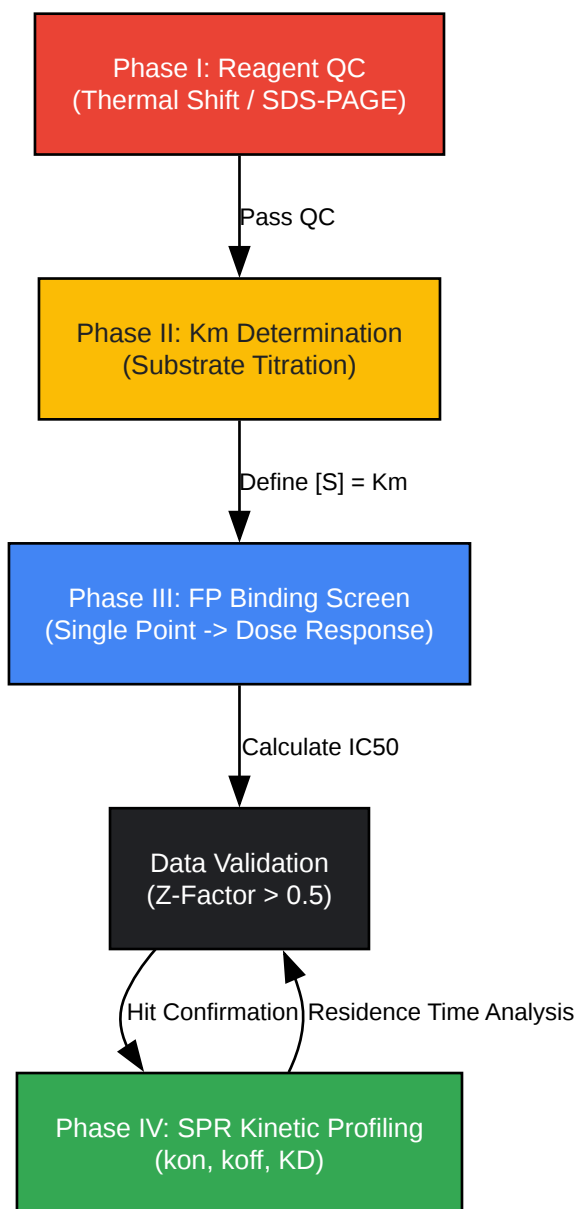 Phase I: Reagent QC
(Thermal Shift / SDS-PAGE)
Pass QC
Phase II: Km Determination
(Substrate Titration)
Define [S] = Km
Phase III: FP Binding Screen
(Single Point -> Dose Response)
Calculate IC50
Data Validation
(Z-Factor > 0.5)
Hit Confirmation
Residence Time Analysis
Phase IV: SPR Kinetic Profiling
(kon, koff, KD)